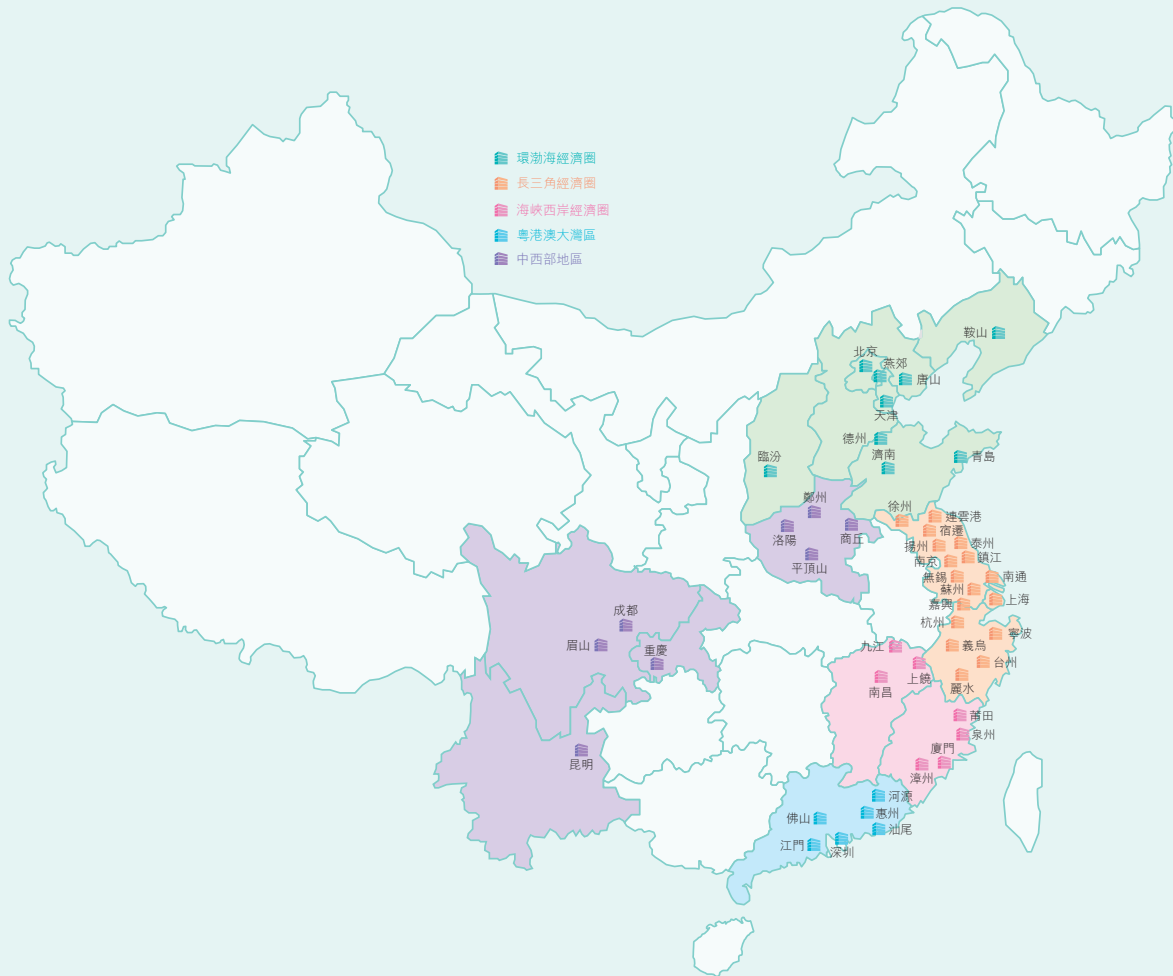 環渤海經濟圈
長三角經濟圈
海峽西岸經濟圈
粵港澳大灣區
中西部地區
鞍山
北京
燕郊
唐山
天津
德州
濟南
青島
臨汾
鄭州
洛陽
商丘
平頂山
徐州
連雲港
宿遷
揚州
泰州
南京
鎮江
無錫
南通
蘇州
上海
嘉興
杭州
寧波
義烏
台州
麗水
成都
眉山
重慶
昆明
九江
上饒
南昌
莆田
泉州
廈門
漳州
河源
惠州
佛山
汕尾
江門
深圳